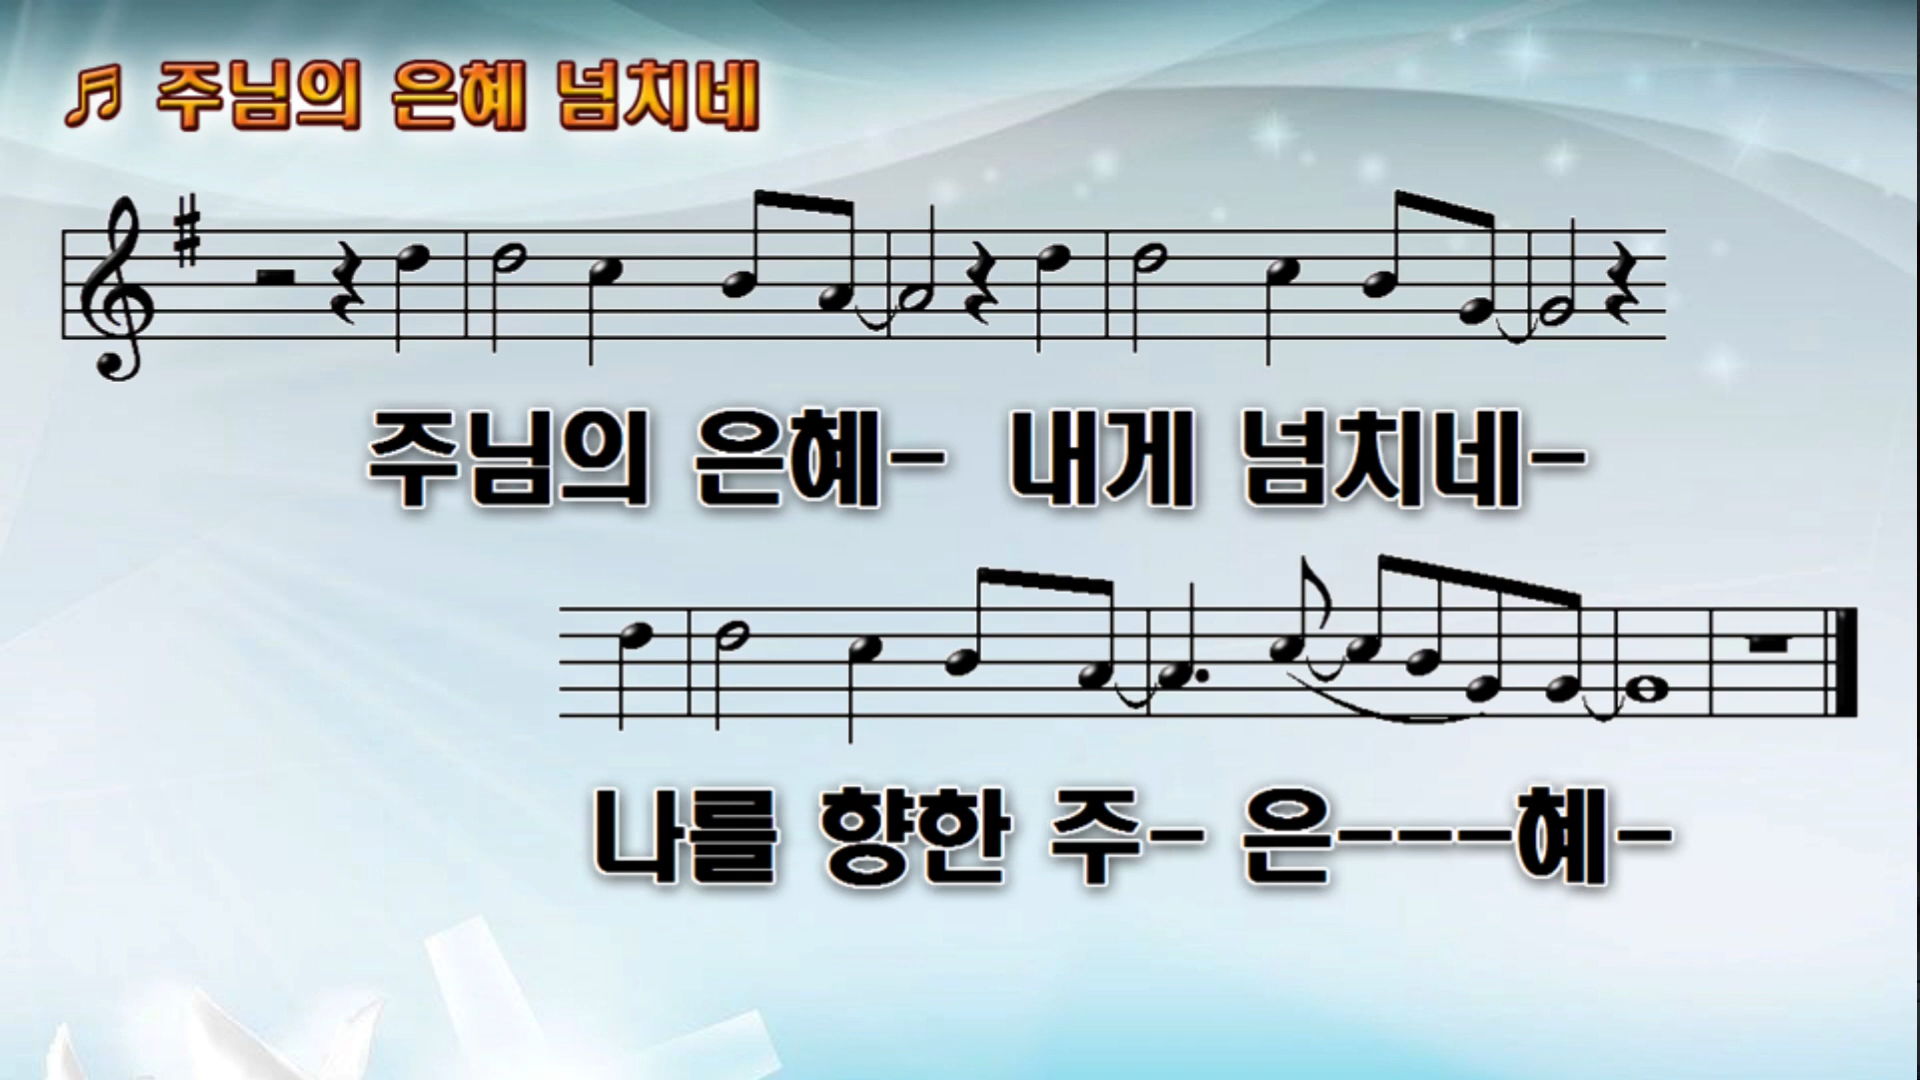 ♬ 주님의 은혜 넘치네
주님의 은혜- 내게 넘치네-
나를 향한 주- 은---혜-